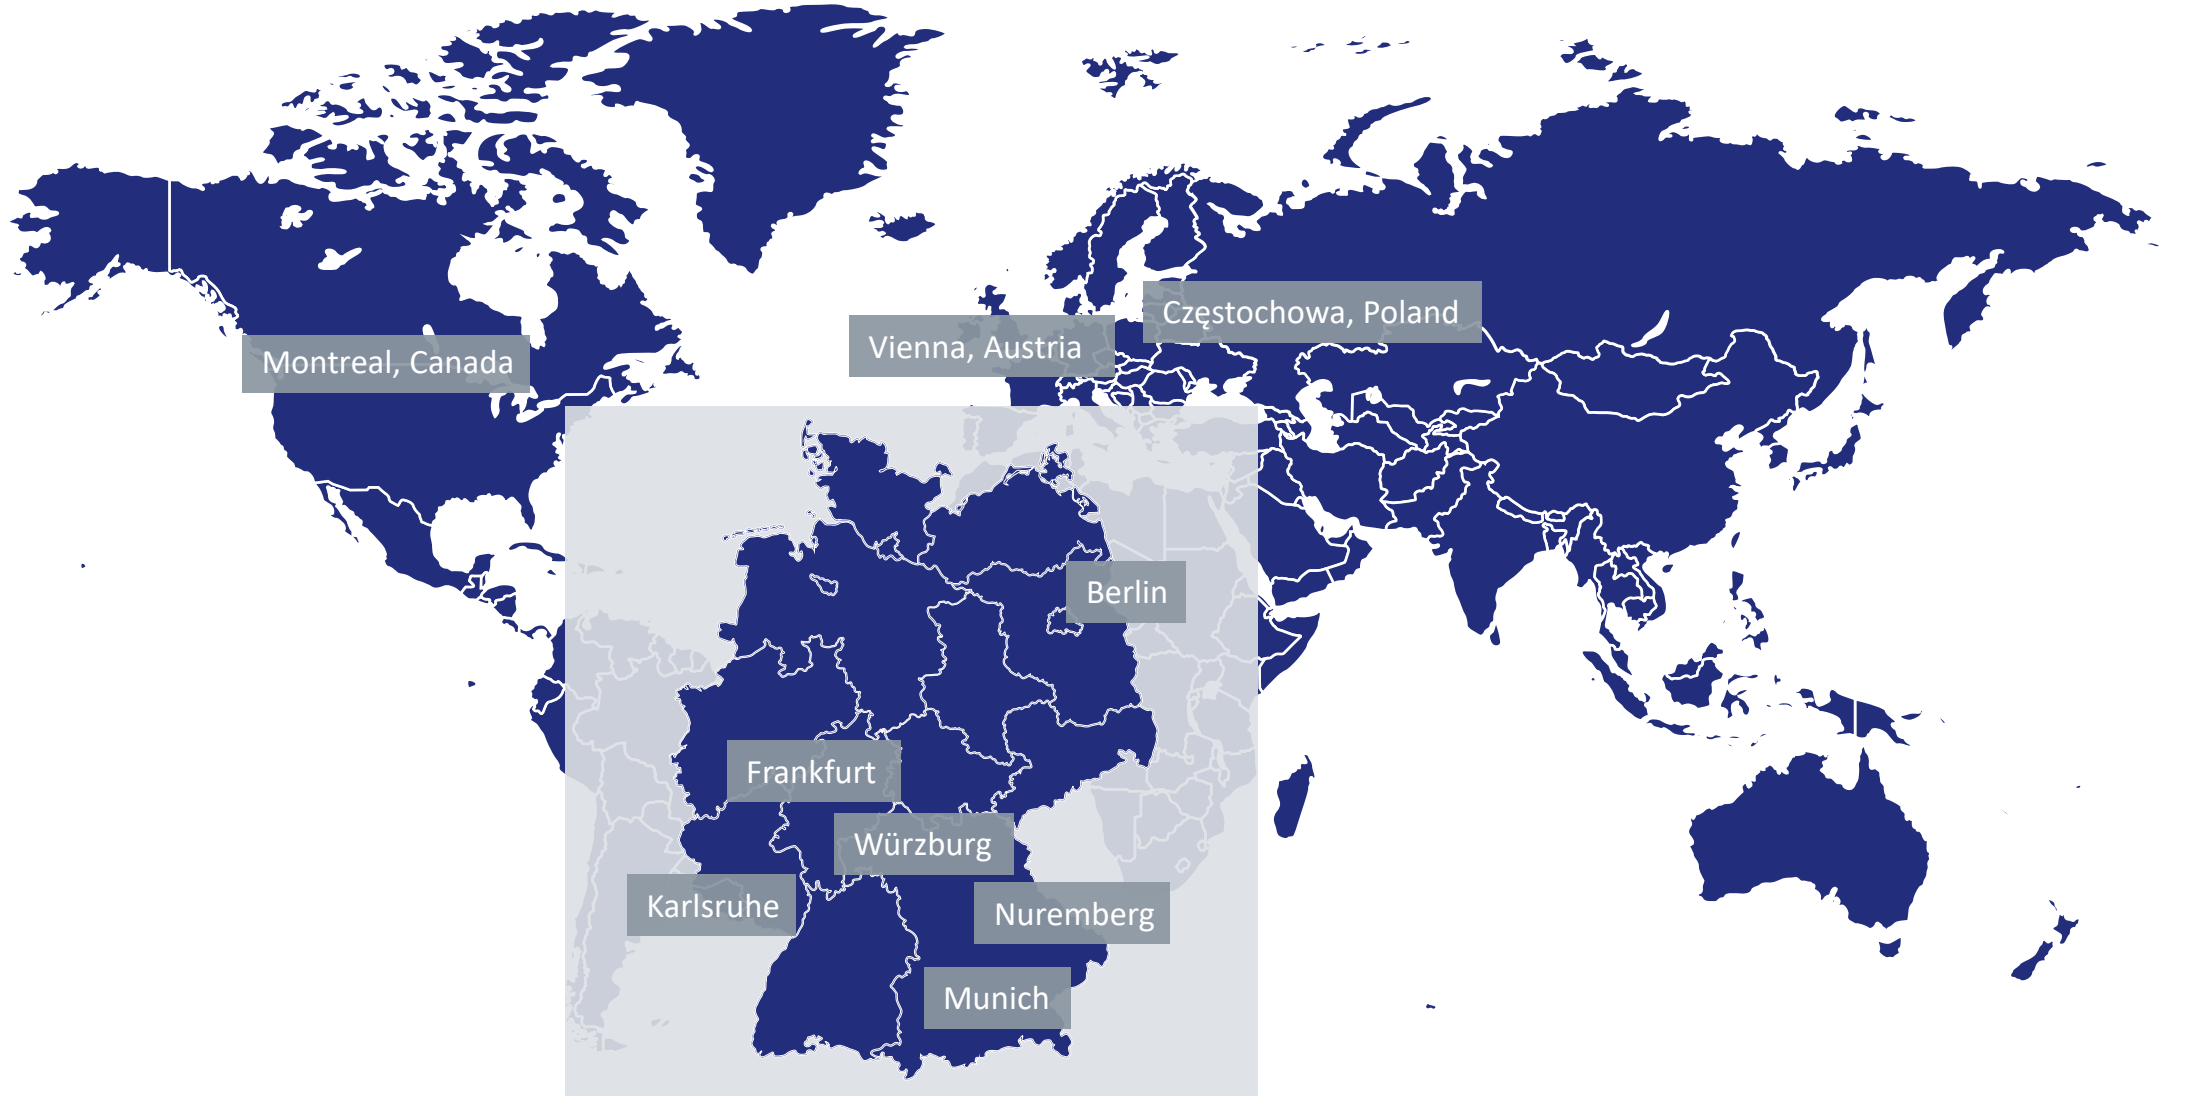 Częstochowa, Poland
Vienna, Austria
Montreal, Canada
Berlin
Frankfurt
Würzburg
Karlsruhe
Nuremberg
Munich